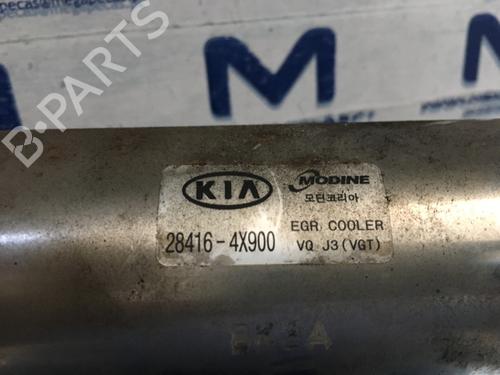 B-PARTS
M
M
KIA
MODINE
모딘코리아
28416-4X900
EGR COOLER
VQ J3(VGT)